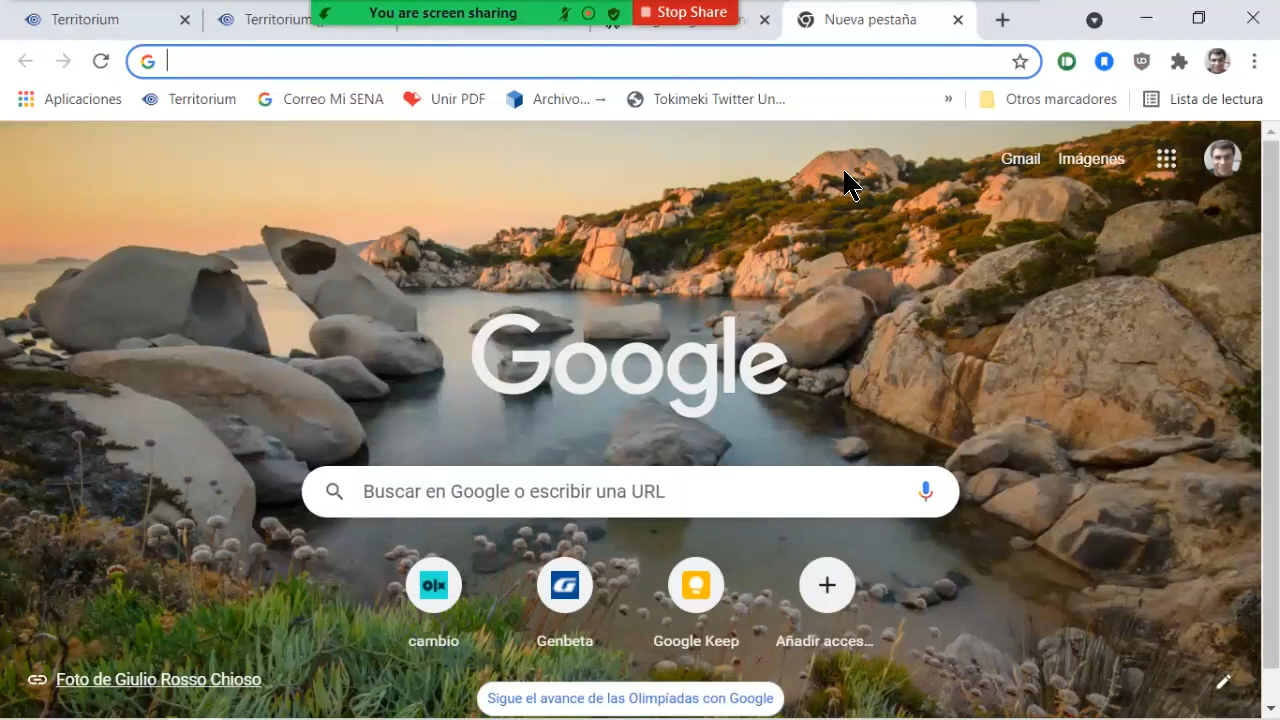 Territorium
Territorium
You are screen sharing
Stop Share
Nueva pestaña
Aplicaciones
Territorium
Correo Mi SENA
Unir PDF
Archivo... →
Tokimeki Twitter Un...
»
Otros marcadores
Lista de lectura
Gmail
Imágenes
Google
Buscar en Google o escribir una URL
olx
cambio
Genbeta
Google Keep
Añadir acces...
Foto de Giulio Rosso Chioso
Sigue el avance de las Olimpíadas con Google